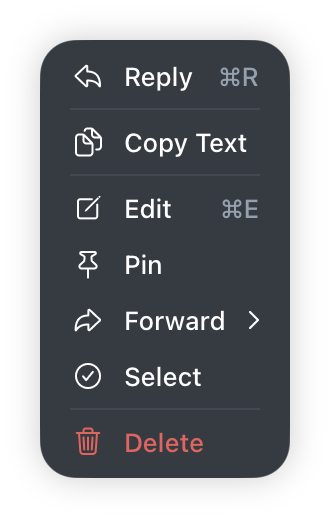 Reply ⌘R
Copy Text
Edit ⌘E
Pin
Forward
Select
Delete